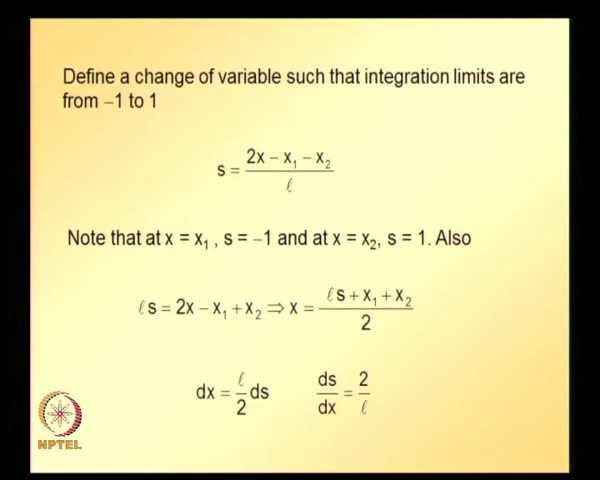 Define a change of variable such that integration limits are
from −1 to 1
s = (2x − x₁ − x₂) / ℓ
Note that at x = x₁ , s = −1 and at x = x₂, s = 1. Also
ℓs = 2x − x₁ + x₂ ⇒ x = (ℓs + x₁ + x₂) / 2
dx = ℓ/2 ds   ds/dx = 2/ℓ
NPTEL